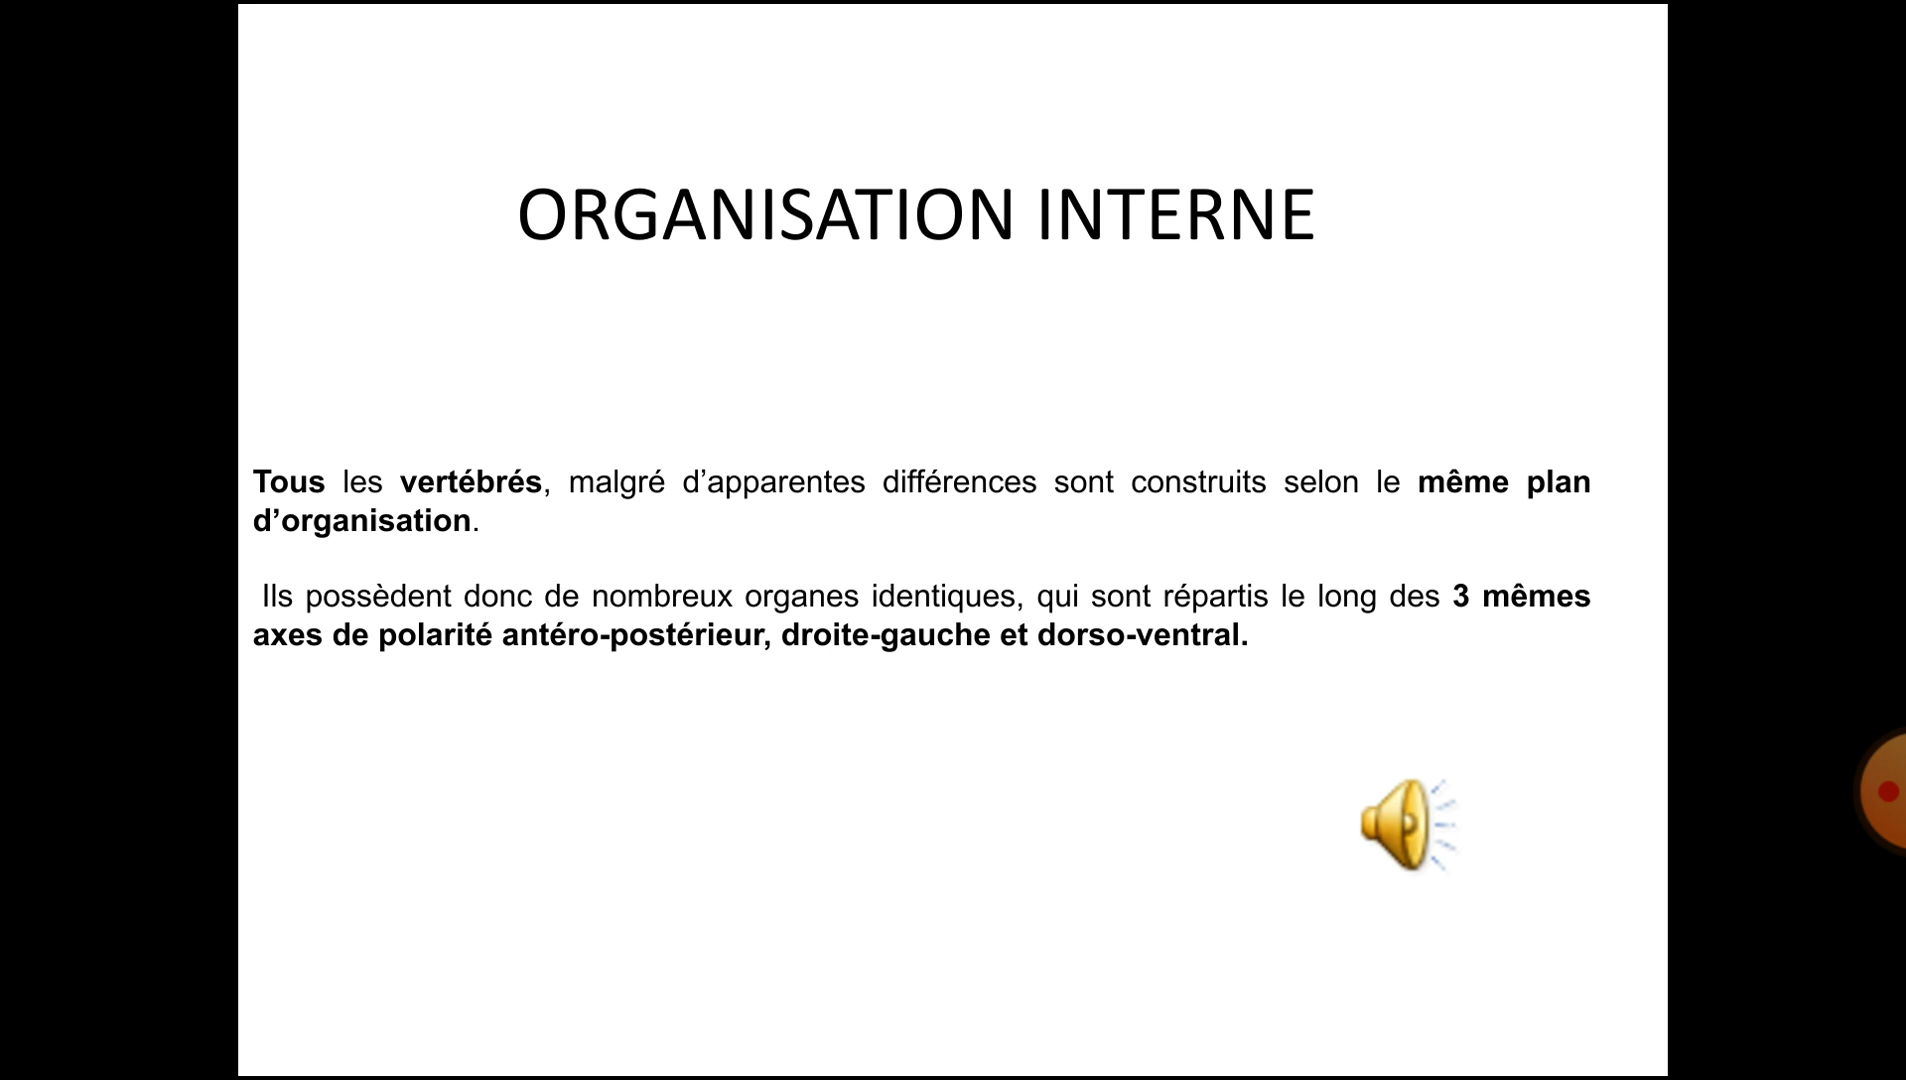 ORGANISATION INTERNE
Tous les vertébrés, malgré d’apparentes différences sont construits selon le même plan
d’organisation.
Ils possèdent donc de nombreux organes identiques, qui sont répartis le long des 3 mêmes
axes de polarité antéro-postérieur, droite-gauche et dorso-ventral.